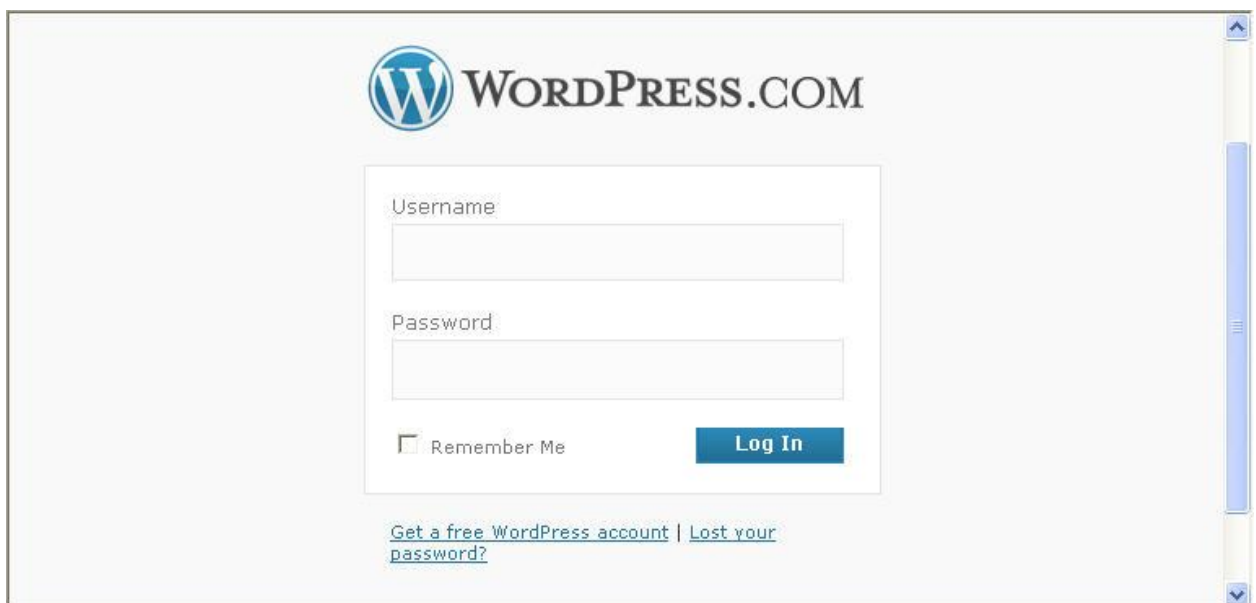 WORDPRESS.COM
Username
Password
Remember Me
Log In
Get a free WordPress account | Lost your
password?